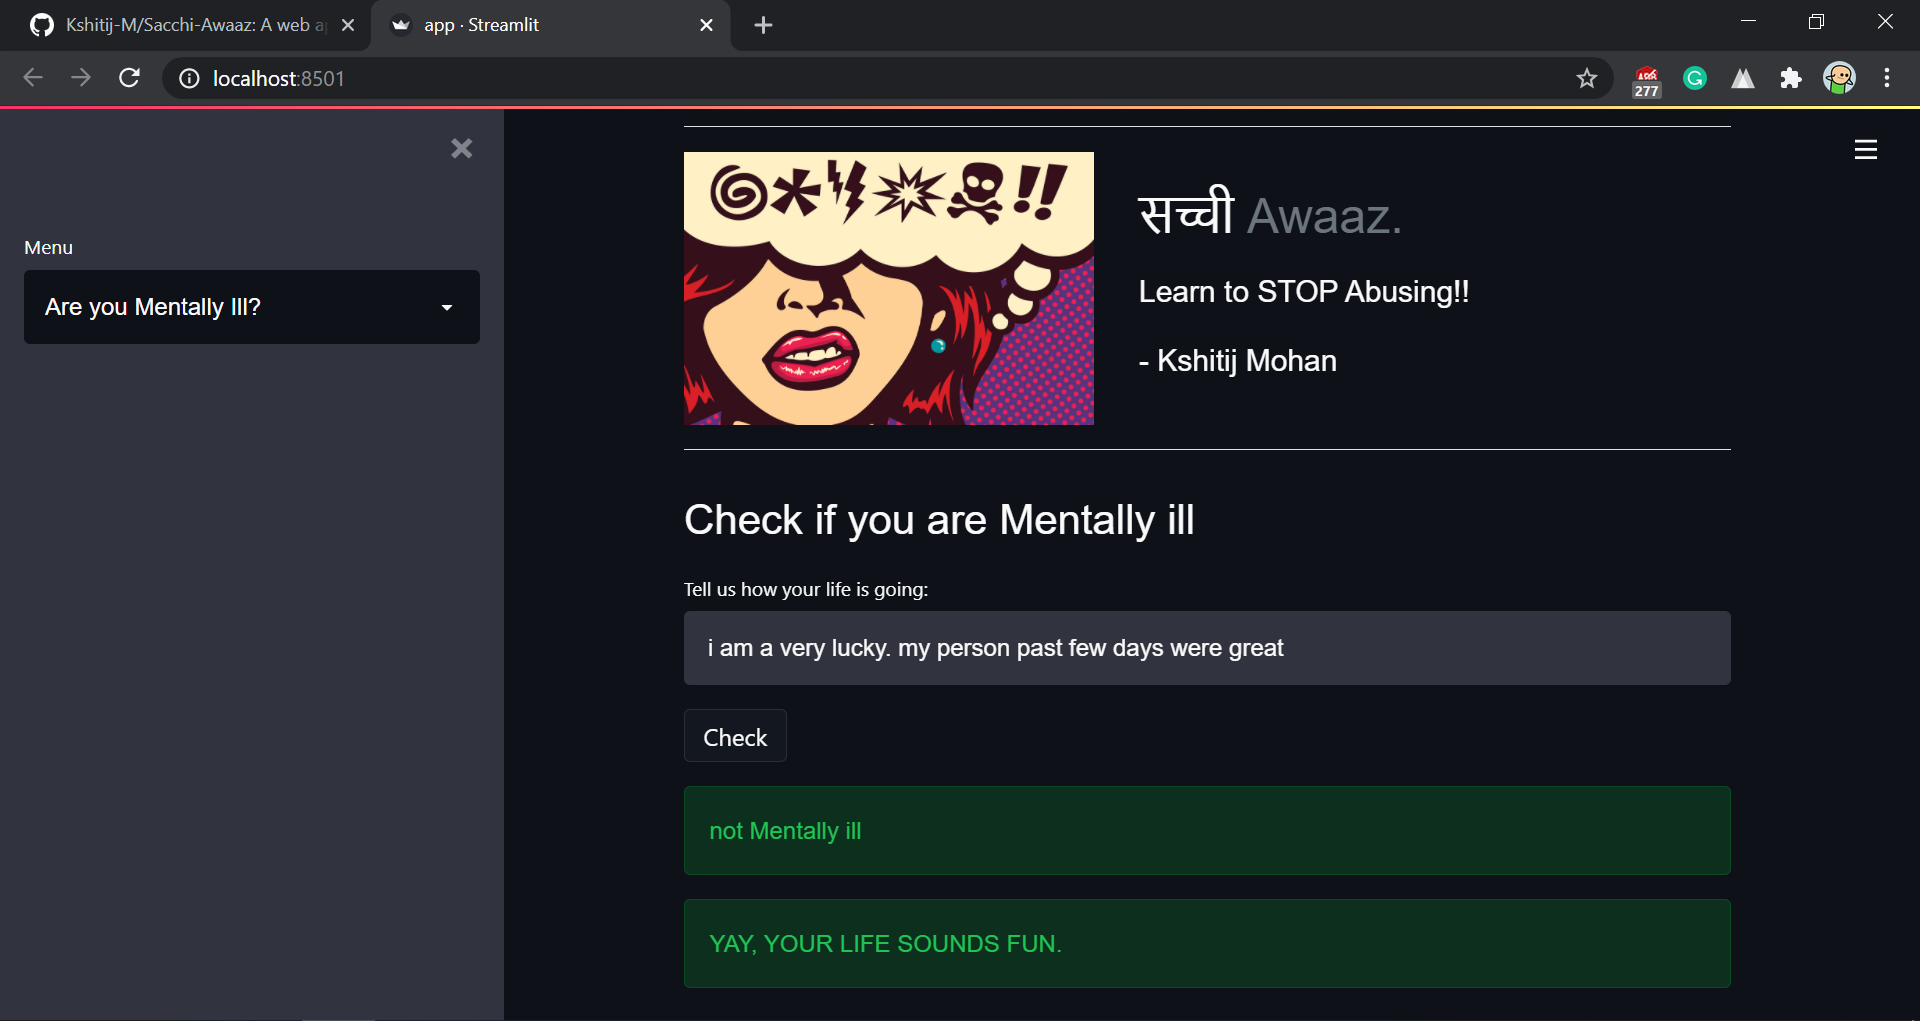 Kshitij-M/Sacchi-Awaaz: A web a
app · Streamlit
localhost:8501
277
Menu
Are you Mentally Ill?
@*!!
सच्ची Awaaz.
Learn to STOP Abusing!!
- Kshitij Mohan
Check if you are Mentally ill
Tell us how your life is going:
i am a very lucky. my person past few days were great
Check
not Mentally ill
YAY, YOUR LIFE SOUNDS FUN.